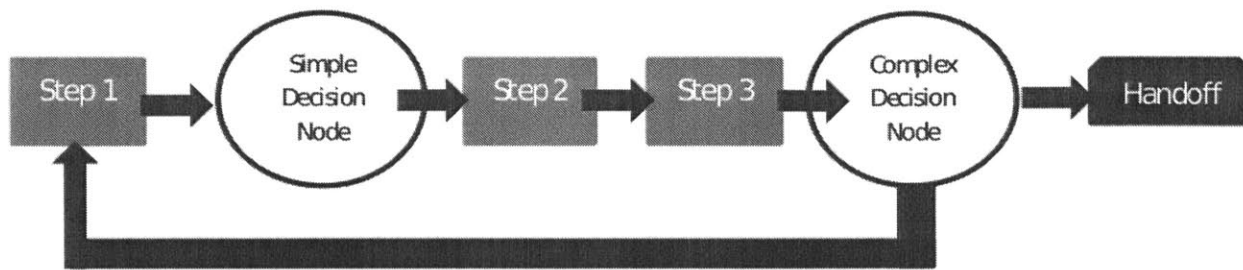 Step 1
Simple
Decision
Node
Step 2
Step 3
Complex
Decision
Node
Handoff